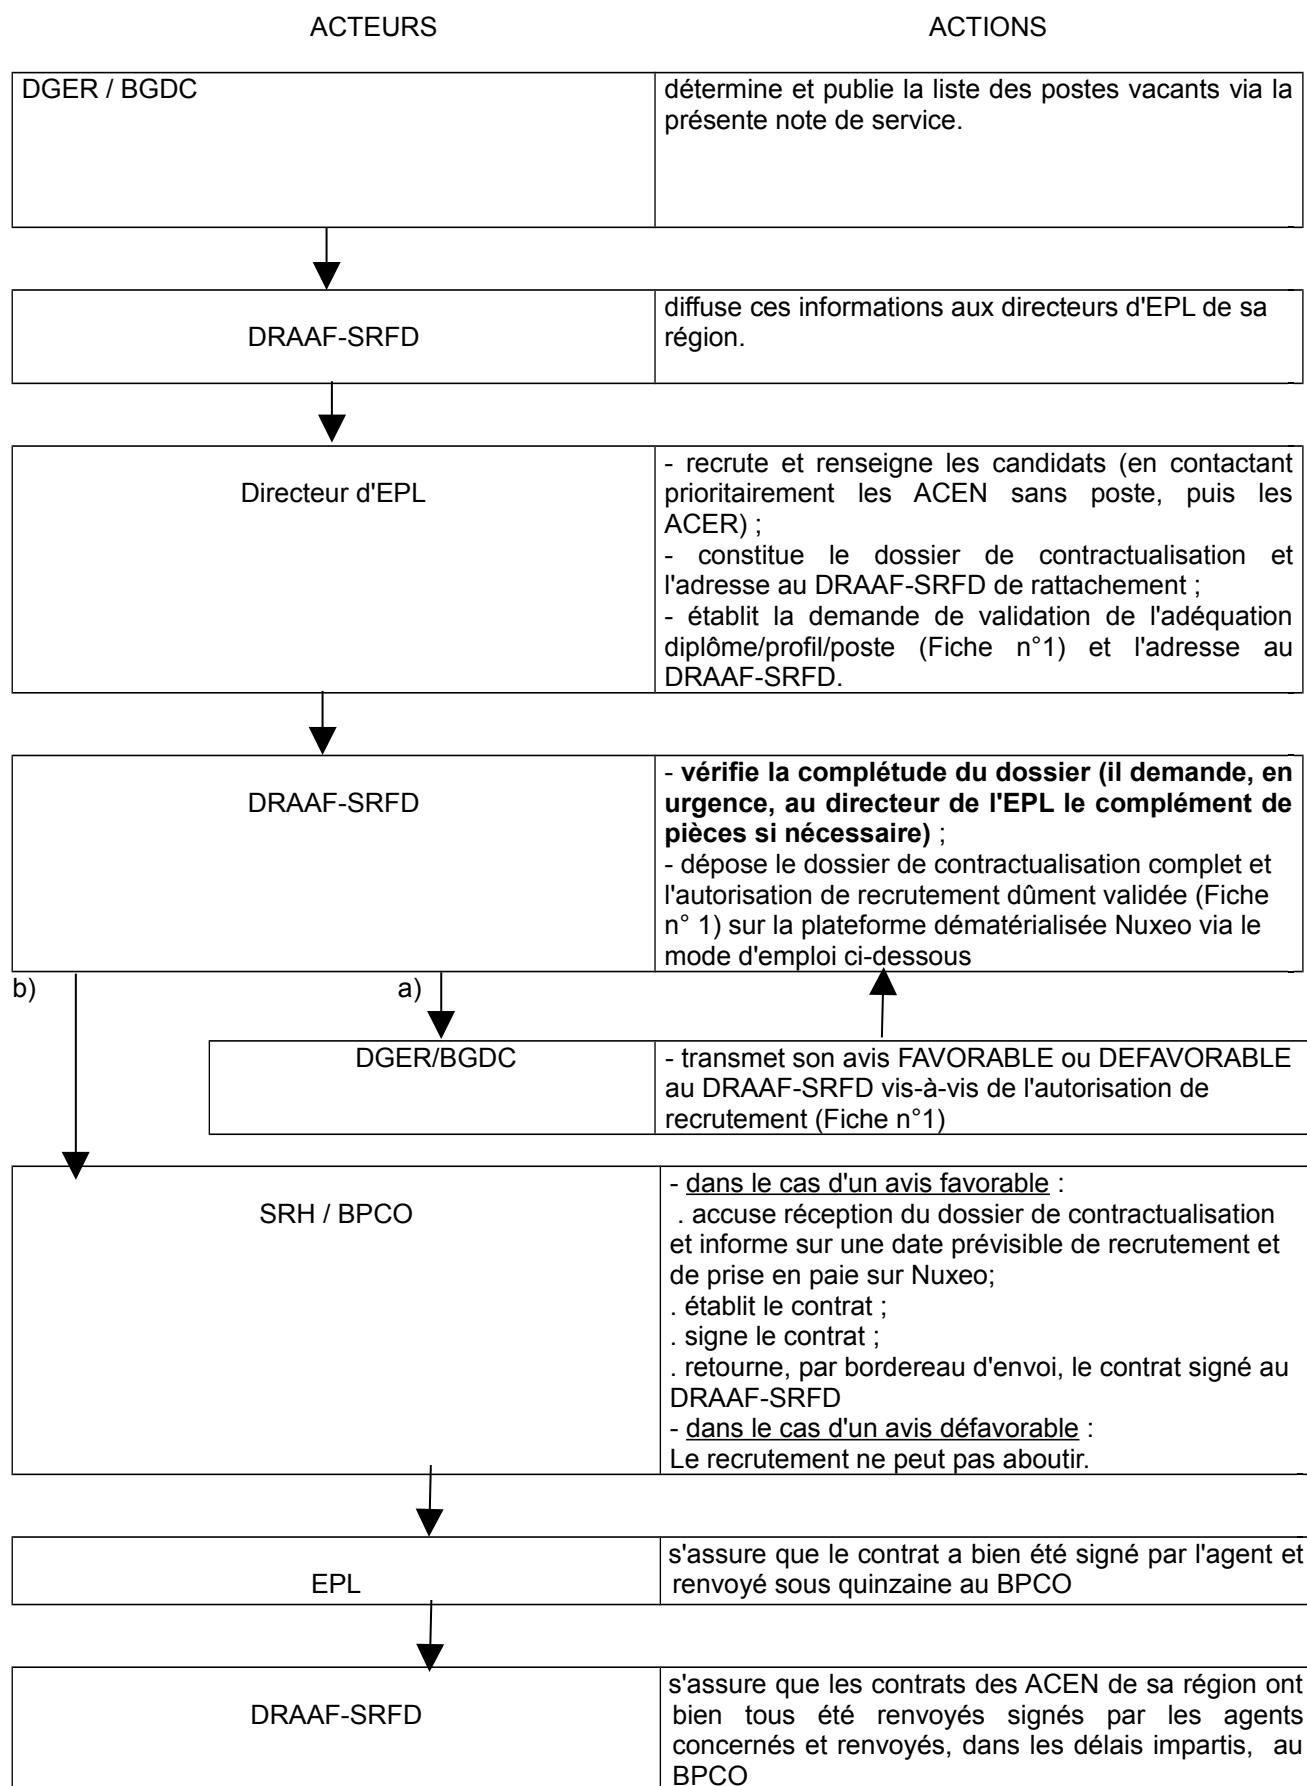 ACTEURS
ACTIONS
DGER / BGDC
détermine et publie la liste des postes vacants via la
présente note de service.
DRAAF-SRFD
diffuse ces informations aux directeurs d'EPL de sa
région.
Directeur d'EPL
- recrute et renseigne les candidats (en contactant
prioritairement les ACEN sans poste, puis les
ACER) ;
- constitue le dossier de contractualisation et
l'adresse au DRAAF-SRFD de rattachement ;
- établit la demande de validation de l'adéquation
diplôme/profil/poste (Fiche n°1) et l'adresse au
DRAAF-SRFD.
DRAAF-SRFD
- vérifie la complétude du dossier (il demande, en
urgence, au directeur de l'EPL le complément de
pièces si nécessaire) ;
- dépose le dossier de contractualisation complet et
l'autorisation de recrutement dûment validée (Fiche
n° 1) sur la plateforme dématérialisée Nuxeo via le
mode d'emploi ci-dessous
b)
a)
DGER/BGDC
- transmet son avis FAVORABLE ou DEFAVORABLE
au DRAAF-SRFD vis-à-vis de l'autorisation de
recrutement (Fiche n°1)
SRH / BPCO
- dans le cas d'un avis favorable :
. accuse réception du dossier de contractualisation
et informe sur une date prévisible de recrutement et
de prise en paie sur Nuxeo;
. établit le contrat ;
. signe le contrat ;
. retourne, par bordereau d'envoi, le contrat signé au
DRAAF-SRFD
- dans le cas d'un avis défavorable :
Le recrutement ne peut pas aboutir.
EPL
s'assure que le contrat a bien été signé par l'agent et
renvoyé sous quinzaine au BPCO
DRAAF-SRFD
s'assure que les contrats des ACEN de sa région ont
bien tous été renvoyés signés par les agents
concernés et renvoyés, dans les délais impartis, au
BPCO